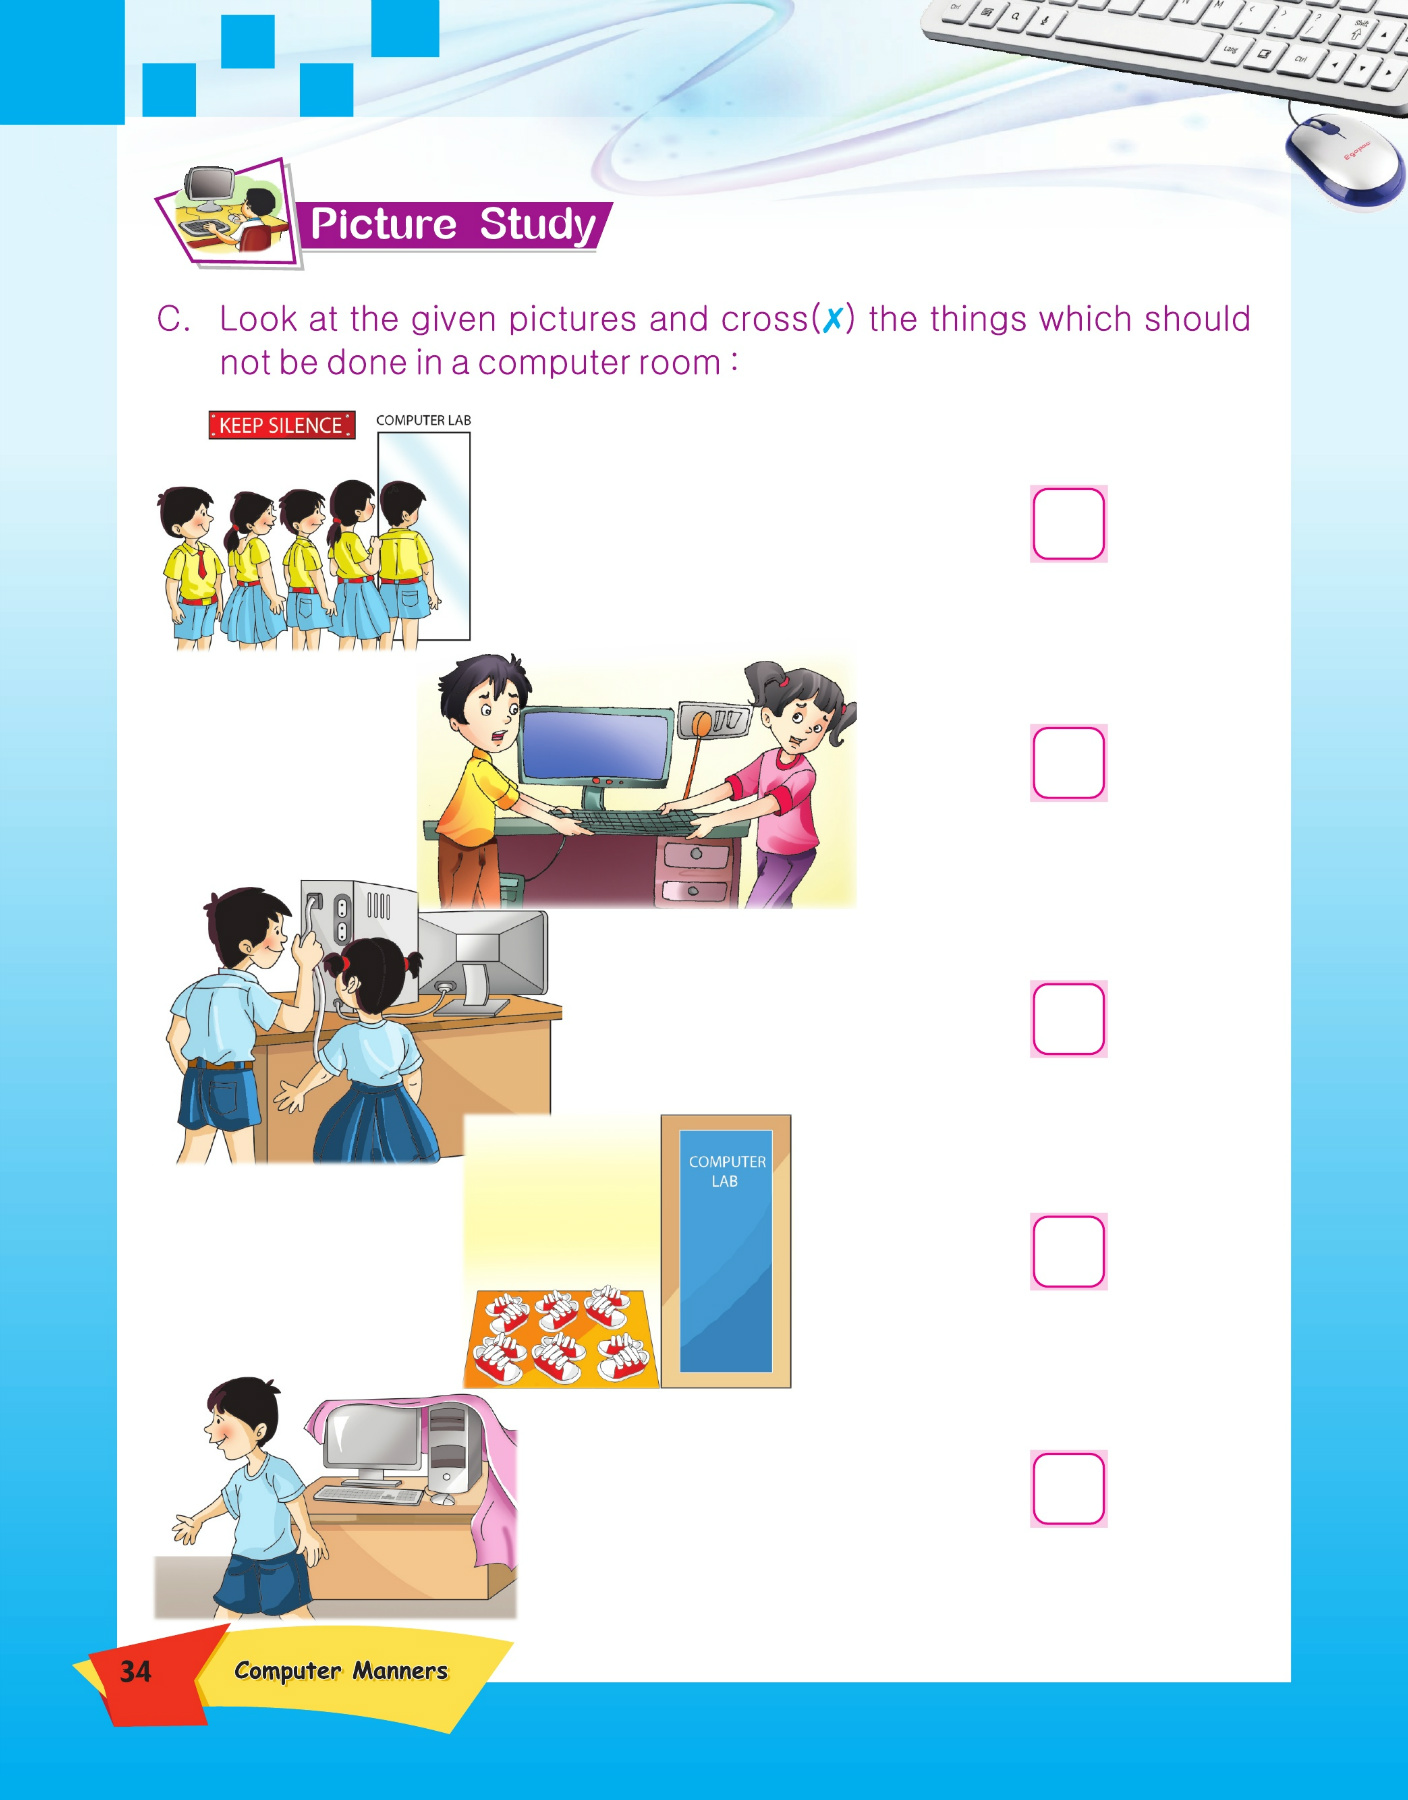 Picture Study
C. Look at the given pictures and cross(✗) the things which should
not be done in a computer room :
KEEP SILENCE
COMPUTER LAB
COMPUTER
LAB
34
Computer Manners